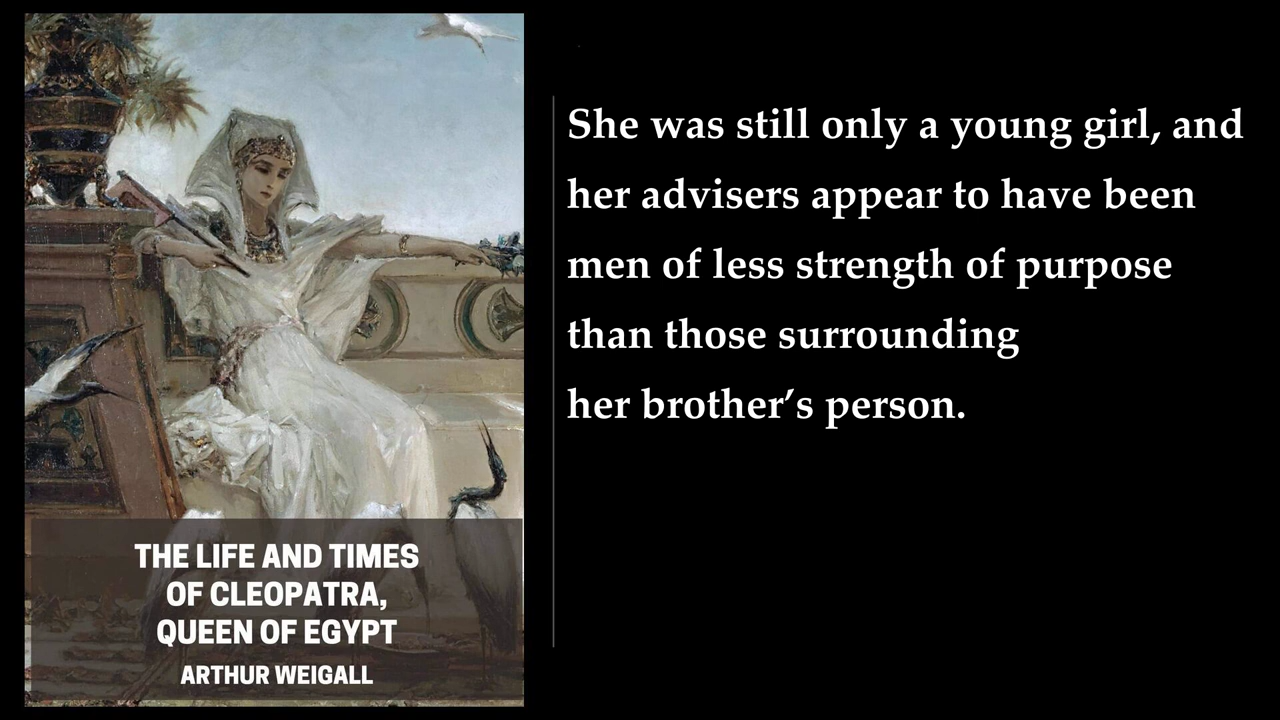 She was still only a young girl, and
her advisers appear to have been
men of less strength of purpose
than those surrounding
her brother’s person.
THE LIFE AND TIMES
OF CLEOPATRA,
QUEEN OF EGYPT
ARTHUR WEIGALL